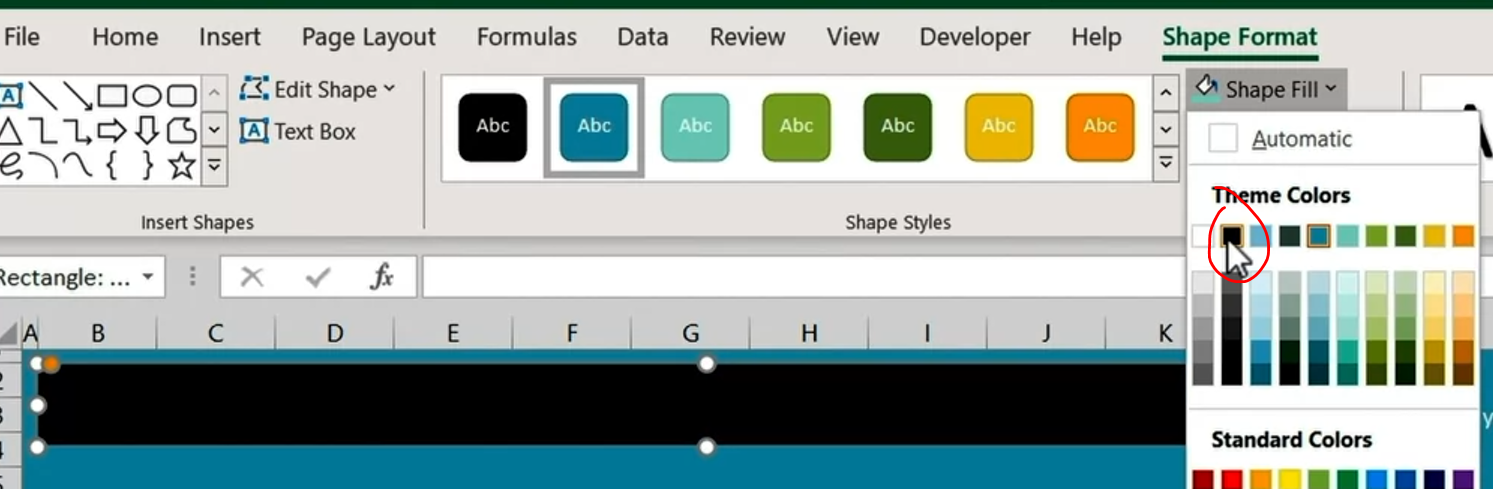 File Home Insert Page Layout Formulas Data Review View Developer Help Shape Format
A Edit Shape Abc Abc Abc Abc Abc Abc Abc Shape Fill
A Text Box Automatic
Insert Shapes Shape Styles Theme Colors
Rectangle: ... fx
A B C D E F G H I J K
2
3
4
5
Standard Colors